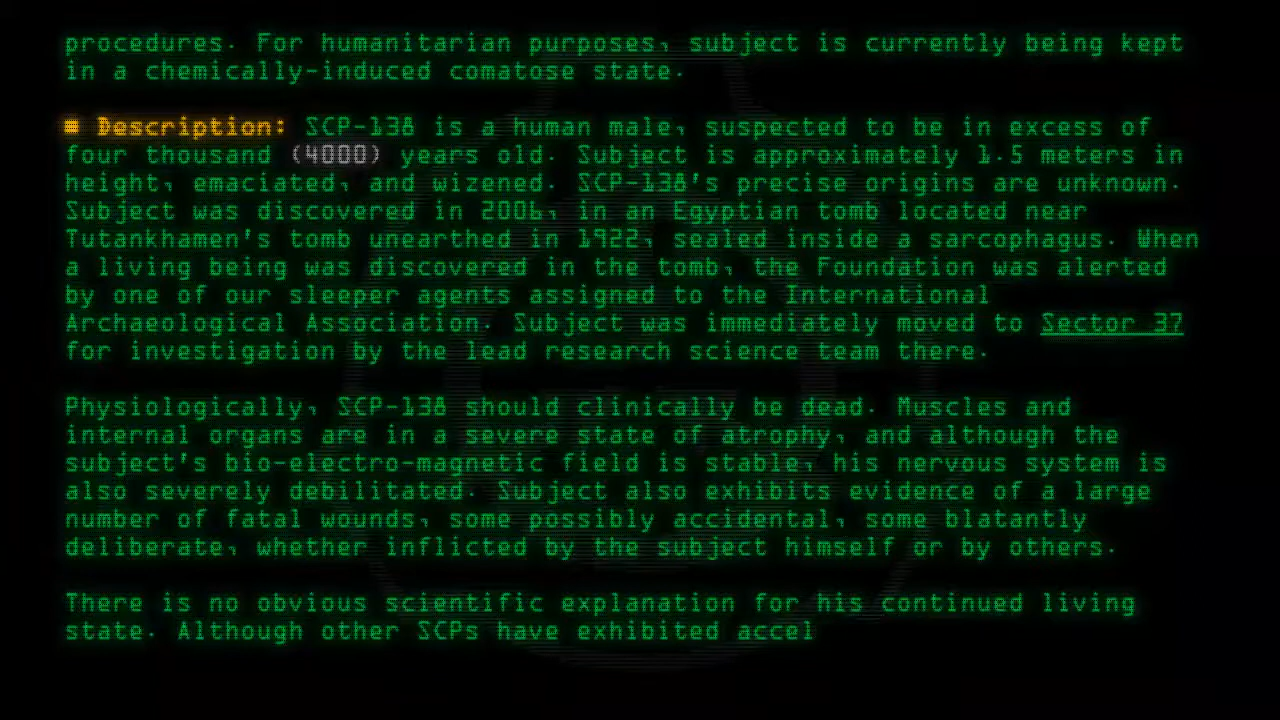 procedures. For humanitarian purposes, subject is currently being kept
in a chemically-induced comatose state.
■ Description: SCP-138 is a human male, suspected to be in excess of
four thousand (4000) years old. Subject is approximately 1.5 meters in
height, emaciated, and wizened. SCP-138's precise origins are unknown.
Subject was discovered in 2006, in an Egyptian tomb located near
Tutankhamen's tomb unearthed in 1922, sealed inside a sarcophagus. When
a living being was discovered in the tomb, the Foundation was alerted
by one of our sleeper agents assigned to the International
Archaeological Association. Subject was immediately moved to Sector 37
for investigation by the lead research science team there.
Physiologically, SCP-138 should clinically be dead. Muscles and
internal organs are in a severe state of atrophy, and although the
subject's bio-electro-magnetic field is stable, his nervous system is
also severely debilitated. Subject also exhibits evidence of a large
number of fatal wounds, some possibly accidental, some blatantly
deliberate, whether inflicted by the subject himself or by others.
There is no obvious scientific explanation for his continued living
state. Although other SCPs have exhibited accel